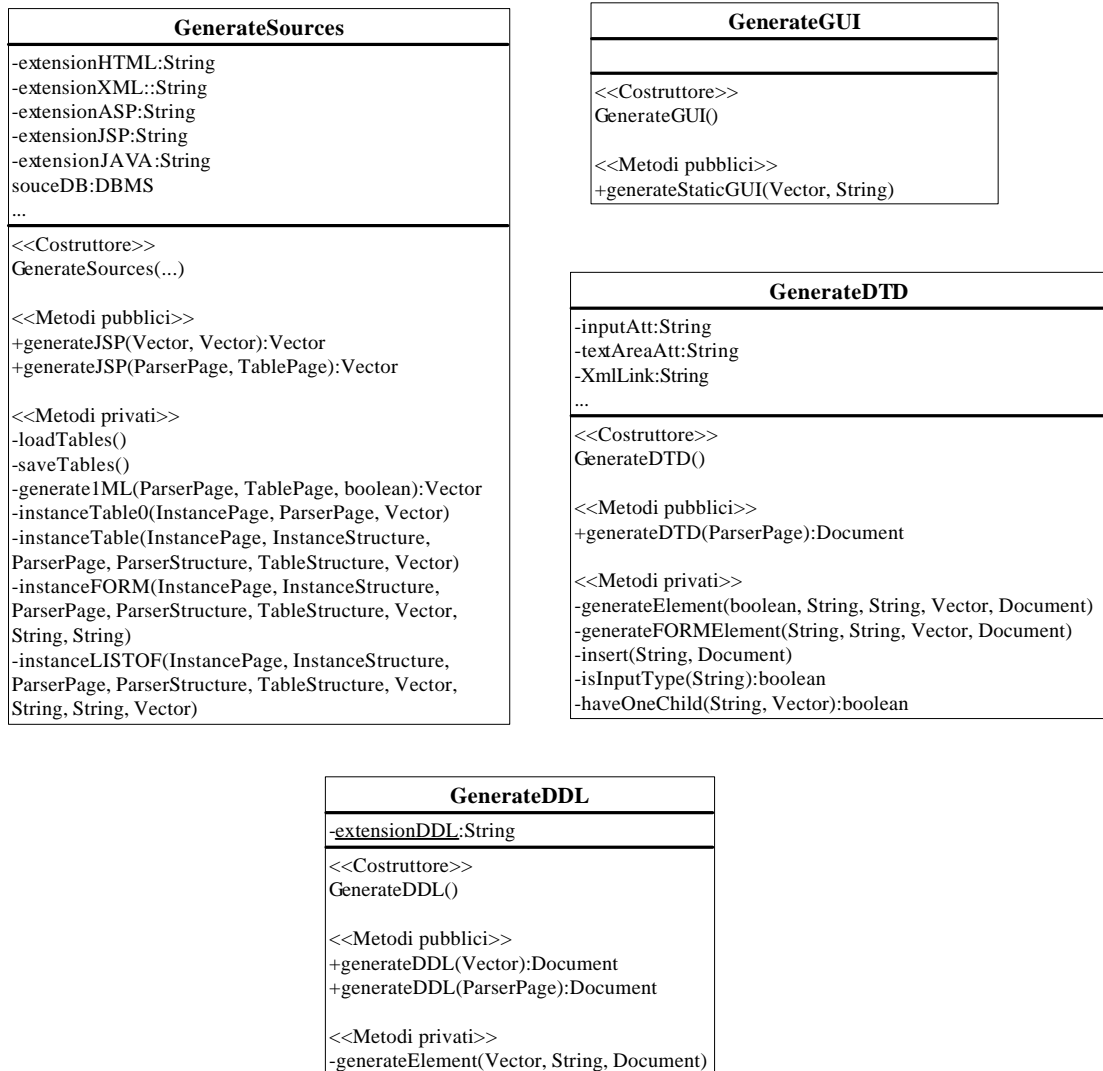 GenerateSources
-extensionHTML:String
-extensionXML::String
-extensionASP:String
-extensionJSP:String
-extensionJAVA:String
souceDB:DBMS
...
<<Costruttore>>
GenerateSources(...)
<<Metodi pubblici>>
+generateJSP(Vector, Vector):Vector
+generateJSP(ParserPage, TablePage):Vector
<<Metodi privati>>
-loadTables()
-saveTables()
-generate1ML(ParserPage, TablePage, boolean):Vector
-instanceTable0(InstancePage, ParserPage, Vector)
-instanceTable(InstancePage, InstanceStructure,
ParserPage, ParserStructure, TableStructure, Vector)
-instanceFORM(InstancePage, InstanceStructure,
ParserPage, ParserStructure, TableStructure, Vector,
String, String)
-instanceLISTOF(InstancePage, InstanceStructure,
ParserPage, ParserStructure, TableStructure, Vector,
String, String, Vector)
GenerateGUI
<<Costruttore>>
GenerateGUI()
<<Metodi pubblici>>
+generateStaticGUI(Vector, String)
GenerateDTD
-inputAtt:String
-textAreaAtt:String
-XmlLink:String
...
<<Costruttore>>
GenerateDTD()
<<Metodi pubblici>>
+generateDTD(ParserPage):Document
<<Metodi privati>>
-generateElement(boolean, String, String, Vector, Document)
-generateFORMElement(String, String, Vector, Document)
-insert(String, Document)
-isInputType(String):boolean
-haveOneChild(String, Vector):boolean
GenerateDDL
-extensionDDL:String
<<Costruttore>>
GenerateDDL()
<<Metodi pubblici>>
+generateDDL(Vector):Document
+generateDDL(ParserPage):Document
<<Metodi privati>>
-generateElement(Vector, String, Document)